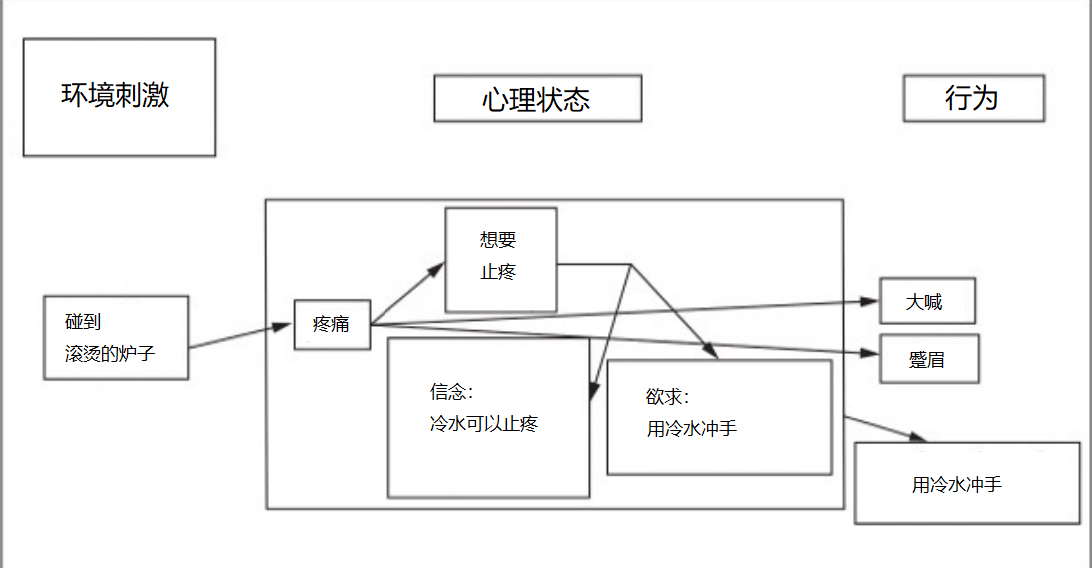 环境刺激
心理状态
行为
想要
止疼
碰到
滚烫的炉子
疼痛
大喊
蹙眉
信念：
冷水可以止疼
欲求：
用冷水冲手
用冷水冲手